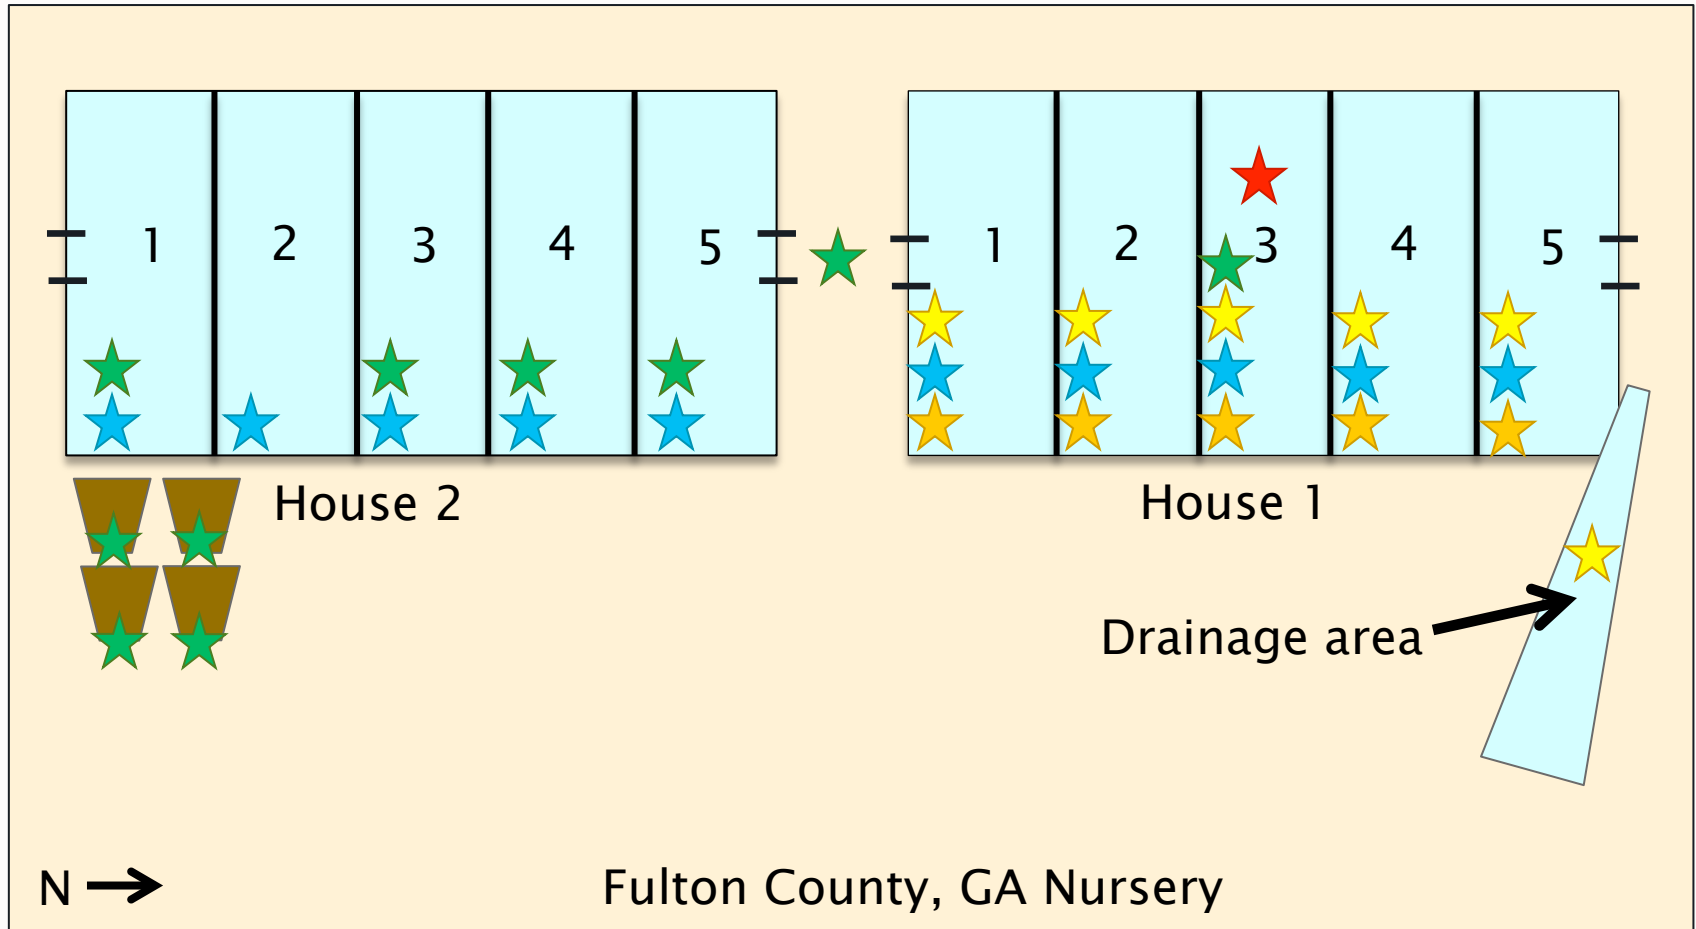 1 2 3 4 5
1 2 3 4 5
House 2
House 1
Drainage area
N
Fulton County, GA Nursery